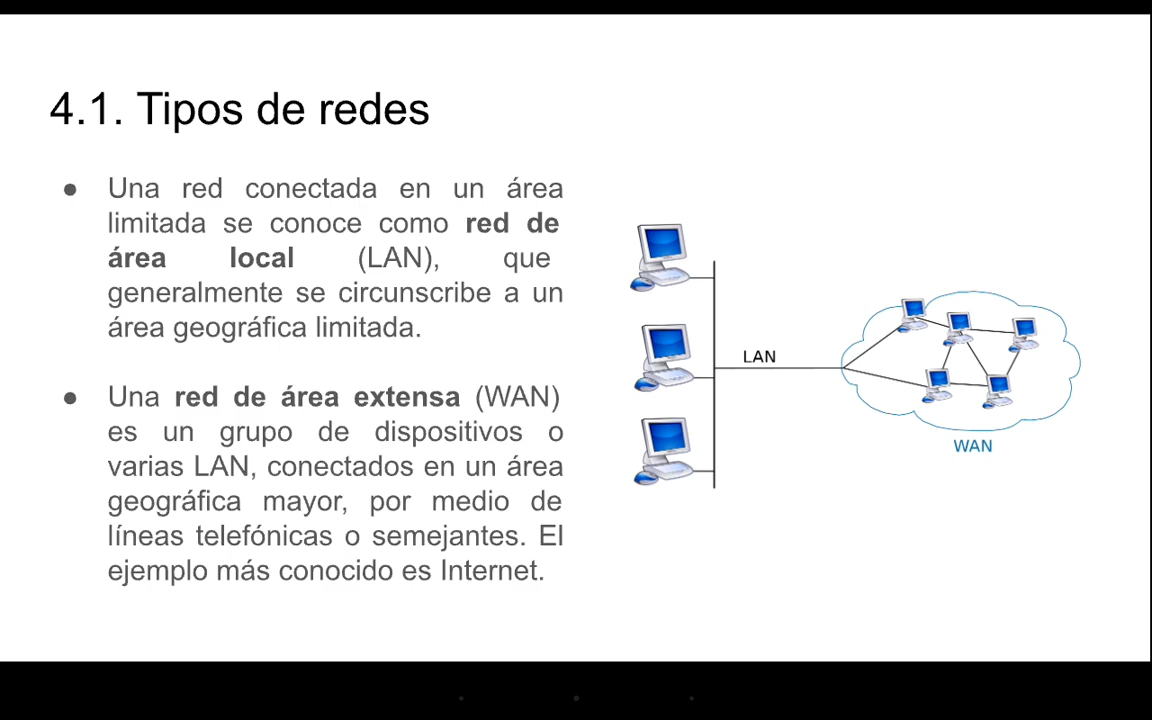 4.1. Tipos de redes
● Una red conectada en un área
limitada se conoce como red de
área local (LAN), que
generalmente se circunscribe a un
área geográfica limitada.
● Una red de área extensa (WAN)
es un grupo de dispositivos o
varias LAN, conectados en un área
geográfica mayor, por medio de
líneas telefónicas o semejantes. El
ejemplo más conocido es Internet.
LAN
WAN